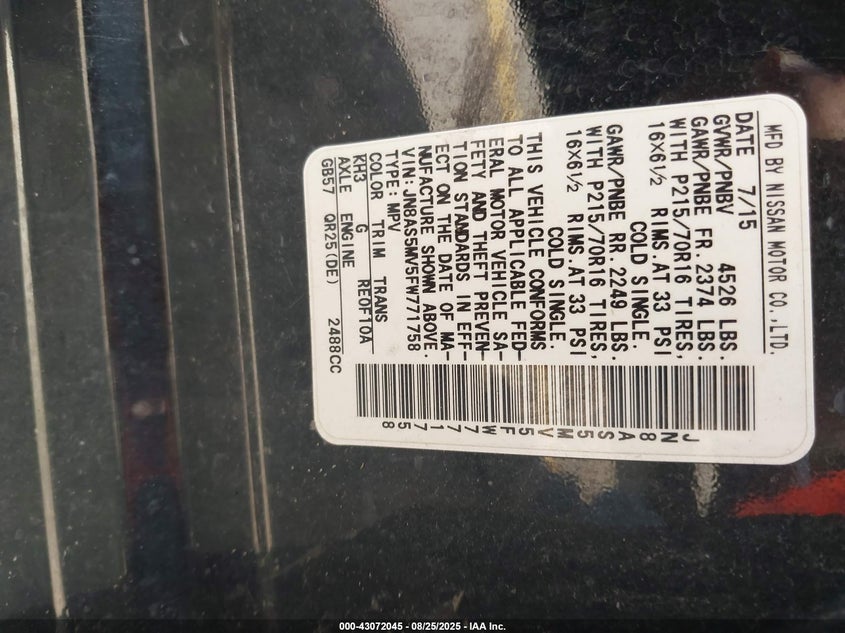 MFD BY NISSAN MOTOR CO.,LTD.
DATE 7/15
GVWR/PNBV 4526 LBS.
GAWR/PNBE FR.2374 LBS.
WITH P215/70R16 TIRES,
16X6½ RIMS.AT 33 PSI
COLD SINGLE.
GAWR/PNBE RR.2249 LBS.
WITH P215/70R16 TIRES,
16X6½ RIMS.AT 33 PSI
COLD SINGLE.
THIS VEHICLE CONFORMS
TO ALL APPLICABLE FED-
ERAL MOTOR VEHICLE SA-
FETY AND THEFT PREVEN-
TION STANDARDS IN EFF-
ECT ON THE DATE OF MA-
NUFACTURE SHOWN ABOVE.
VIN:JN8AS5MV5FW771758
TYPE:MPV
COLOR TRIM TRANS
KH3 G RE0F10A
AXLE ENGINE
GB57 QR25(DE) 2488CC
JN8AS5MV5FW771758
000-43072045 - 08/25/2025 - IAA Inc.